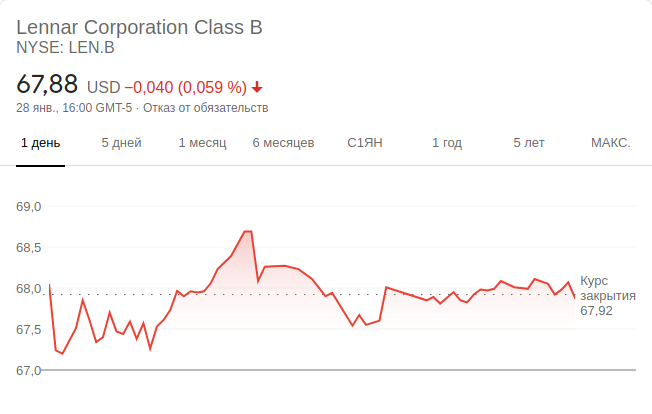 Lennar Corporation Class B
NYSE: LEN.B
67,88 USD −0,040 (0,059 %)
28 янв., 16:00 GMT-5 · Отказ от обязательств
1 день 5 дней 1 месяц 6 месяцев С1ЯН 1 год 5 лет МАКС.
69,0
68,5
68,0
67,5
67,0
Курс
закрытия
67,92